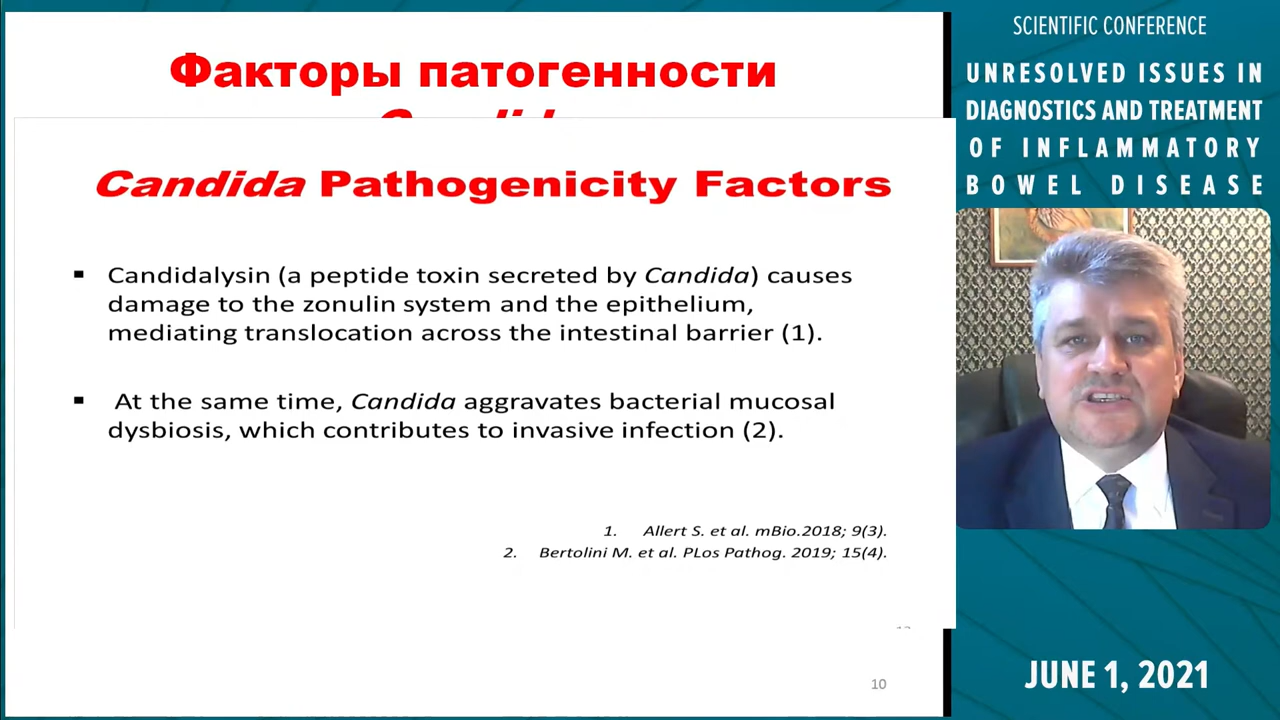 Факторы патогенности
Candida Pathogenicity Factors
▪ Candidalysin (a peptide toxin secreted by Candida) causes
damage to the zonulin system and the epithelium,
mediating translocation across the intestinal barrier (1).
▪ At the same time, Candida aggravates bacterial mucosal
dysbiosis, which contributes to invasive infection (2).
1. Allert S. et al. mBio.2018; 9(3).
2. Bertolini M. et al. PLos Pathog. 2019; 15(4).
10
SCIENTIFIC CONFERENCE
UNRESOLVED ISSUES IN
DIAGNOSTICS AND TREATMENT
OF INFLAMMATORY
BOWEL DISEASE
JUNE 1, 2021